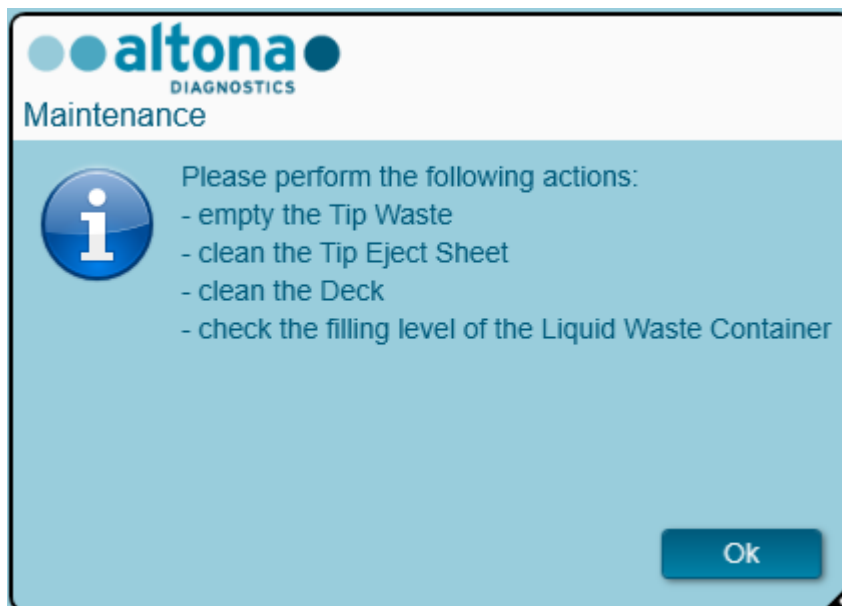 altona
DIAGNOSTICS
Maintenance
Please perform the following actions:
- empty the Tip Waste
- clean the Tip Eject Sheet
- clean the Deck
- check the filling level of the Liquid Waste Container
Ok